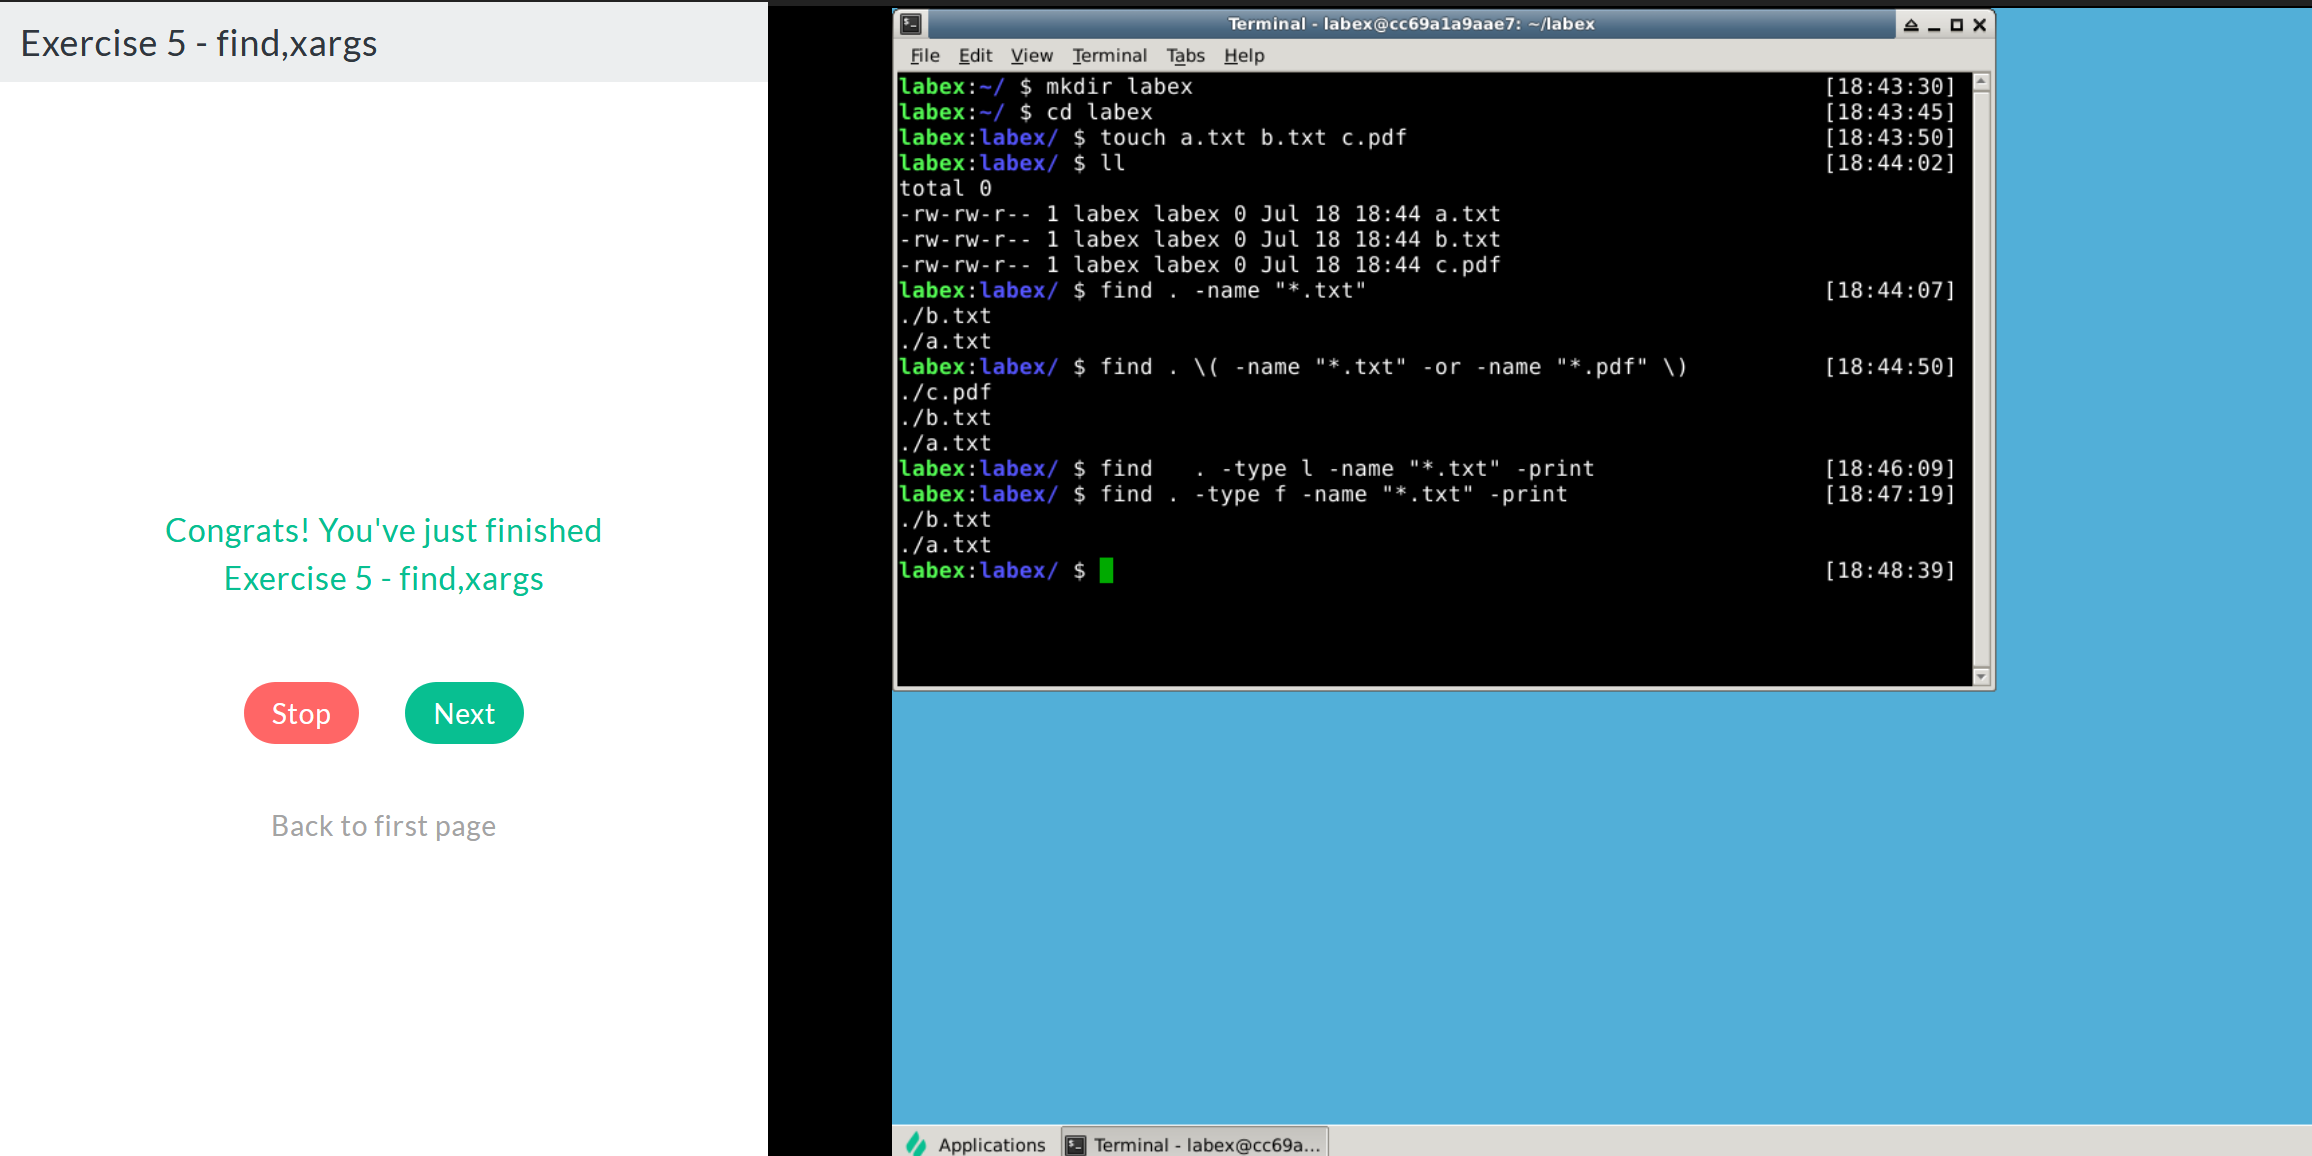 Exercise 5 - find,xargs
Congrats! You've just finished
Exercise 5 - find,xargs
Stop
Next
Back to first page
Terminal - labex@cc69a1a9aae7: ~/labex
File Edit View Terminal Tabs Help
labex:~/ $ mkdir labex [18:43:30]
labex:~/ $ cd labex [18:43:45]
labex:labex/ $ touch a.txt b.txt c.pdf [18:43:50]
labex:labex/ $ ll [18:44:02]
total 0
-rw-rw-r-- 1 labex labex 0 Jul 18 18:44 a.txt
-rw-rw-r-- 1 labex labex 0 Jul 18 18:44 b.txt
-rw-rw-r-- 1 labex labex 0 Jul 18 18:44 c.pdf
labex:labex/ $ find . -name "*.txt" [18:44:07]
./b.txt
./a.txt
labex:labex/ $ find . \( -name "*.txt" -or -name "*.pdf" \) [18:44:50]
./c.pdf
./b.txt
./a.txt
labex:labex/ $ find   . -type l -name "*.txt" -print [18:46:09]
labex:labex/ $ find . -type f -name "*.txt" -print [18:47:19]
./b.txt
./a.txt
labex:labex/ $ [18:48:39]
Applications
Terminal - labex@cc69a...